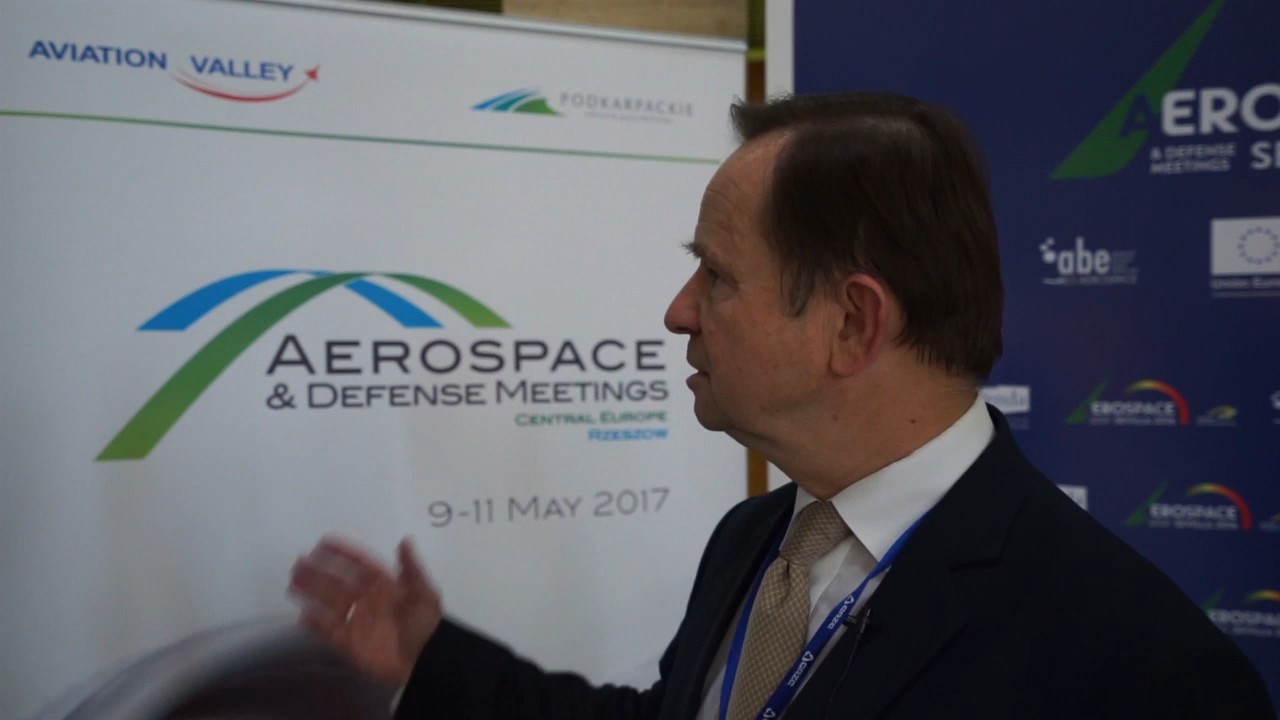 AVIATION VALLEY
PODKARPACKIE
AEROSPACE
& DEFENSE MEETINGS
CENTRAL EUROPE
RZESZOW
9-11 MAY 2017
AERO
& DEFENSE
MEETINGS
SE
abe
EROSPACE
EROSPACE
EROSPACE